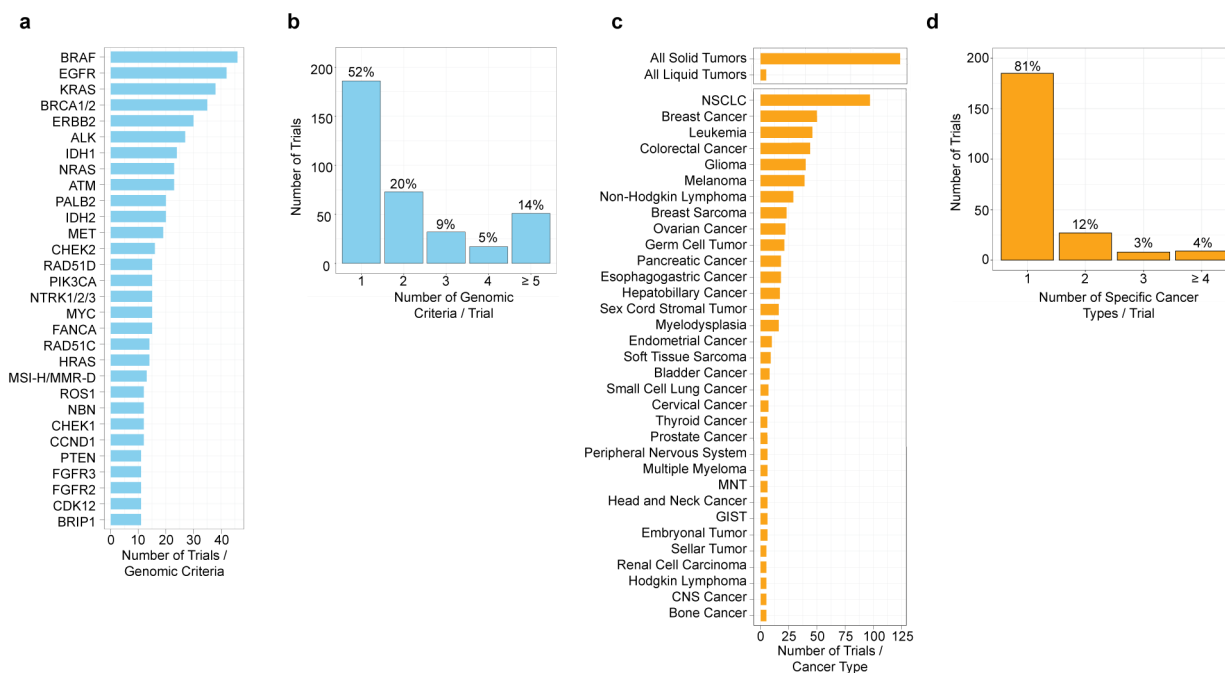 a
BRAF
EGFR
KRAS
BRCA1/2
ERBB2
ALK
IDH1
NRAS
ATM
PALB2
IDH2
MET
CHEK2
RAD51D
PIK3CA
NTRK1/2/3
MYC
FANCA
RAD51C
HRAS
MSI-H/MMR-D
ROS1
NBN
CHEK1
CCND1
PTEN
FGFR3
FGFR2
CDK12
BRIP1
0 10 20 30 40
Number of Trials /
Genomic Criteria
b
Number of Trials
200
150
100
50
0
52%
20%
9%
5%
14%
1 2 3 4 ≥ 5
Number of Genomic
Criteria / Trial
c
All Solid Tumors
All Liquid Tumors
NSCLC
Breast Cancer
Leukemia
Colorectal Cancer
Glioma
Melanoma
Non-Hodgkin Lymphoma
Breast Sarcoma
Ovarian Cancer
Germ Cell Tumor
Pancreatic Cancer
Esophagogastric Cancer
Hepatobillary Cancer
Sex Cord Stromal Tumor
Myelodysplasia
Endometrial Cancer
Soft Tissue Sarcoma
Bladder Cancer
Small Cell Lung Cancer
Cervical Cancer
Thyroid Cancer
Prostate Cancer
Peripheral Nervous System
Multiple Myeloma
MNT
Head and Neck Cancer
GIST
Embryonal Tumor
Sellar Tumor
Renal Cell Carcinoma
Hodgkin Lymphoma
CNS Cancer
Bone Cancer
0 25 50 75 100 125
Number of Trials /
Cancer Type
d
Number of Trials
200
150
100
50
0
81%
12%
3%
4%
1 2 3 ≥ 4
Number of Specific Cancer
Types / Trial